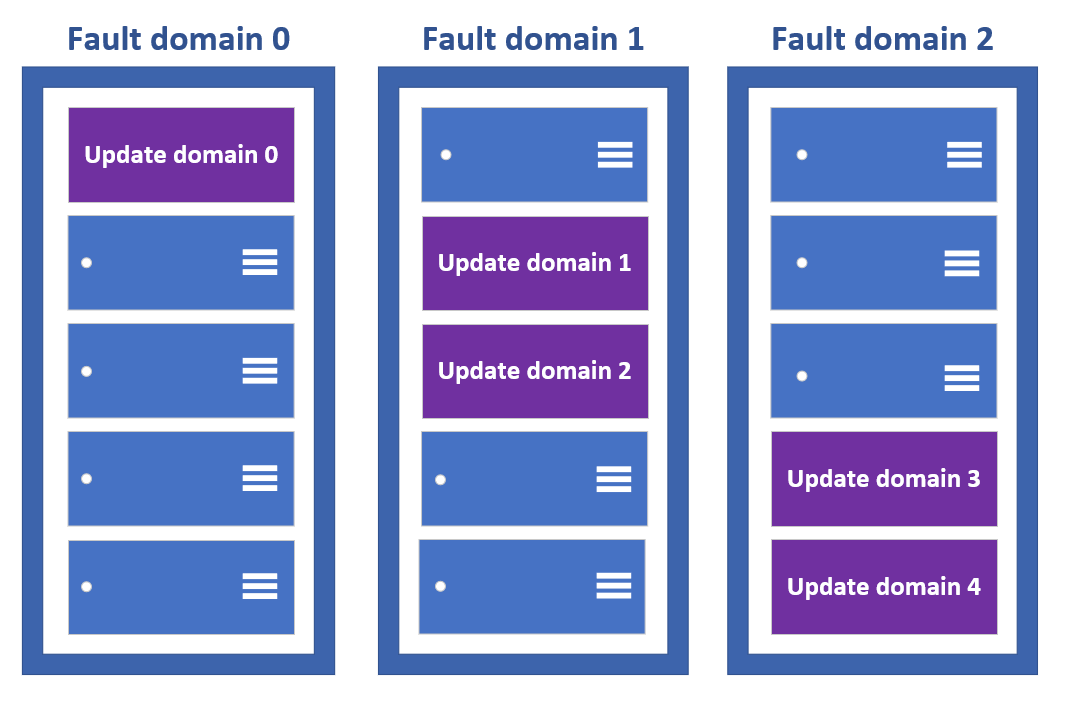 Fault domain 0
Update domain 0
Fault domain 1
Update domain 1
Update domain 2
Fault domain 2
Update domain 3
Update domain 4